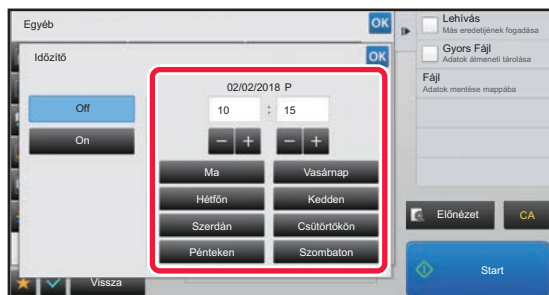 Egyéb
OK
Időzítő
OK
02/02/2018 P
Off
10 : 15
On
− + − +
Ma Vasárnap
Hétfőn Kedden
Szerdán Csütörtökön
Pénteken Szombaton
Vissza
Lehívás
Más eredetijének fogadása
Gyors Fájl
Adatok átmeneti tárolása
Fájl
Adatok mentése mappába
Előnézet
CA
Start